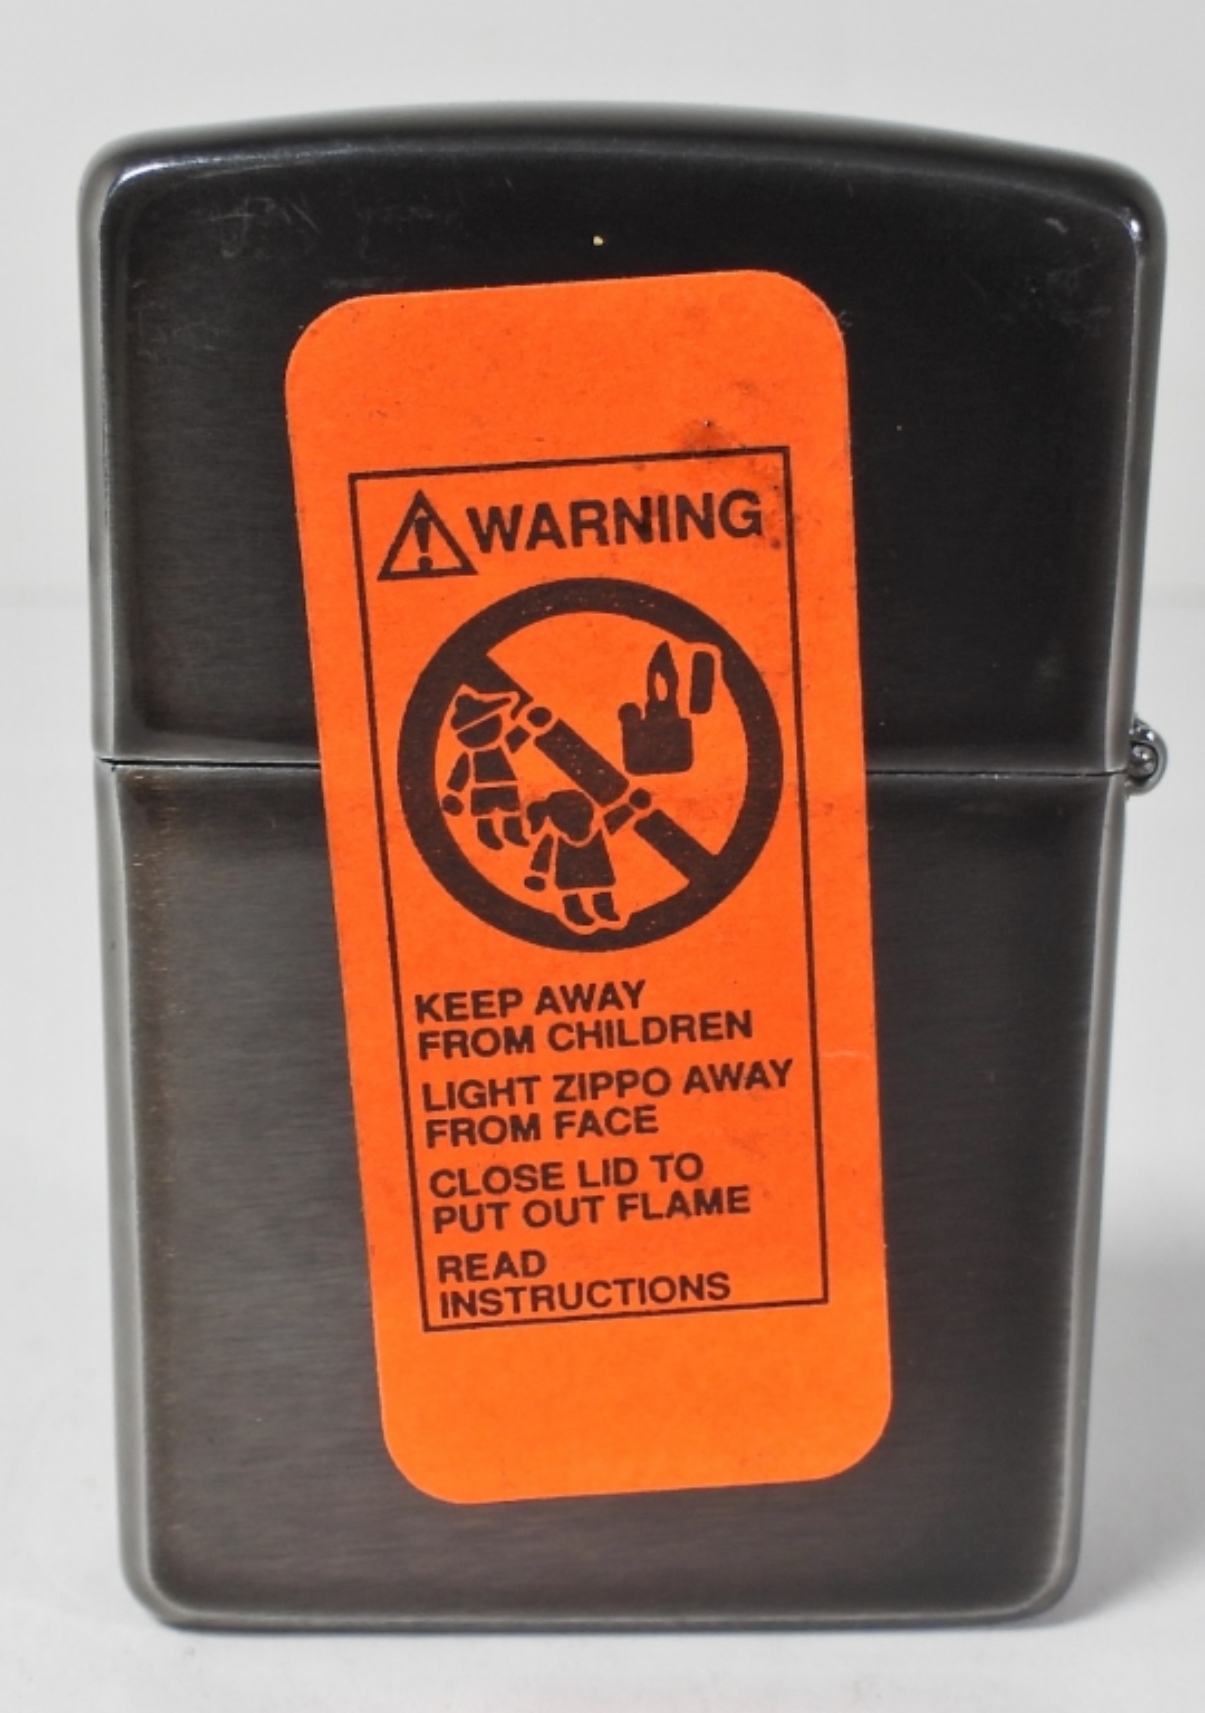 WARNING
KEEP AWAY
FROM CHILDREN
LIGHT ZIPPO AWAY
FROM FACE
CLOSE LID TO
PUT OUT FLAME
READ
INSTRUCTIONS